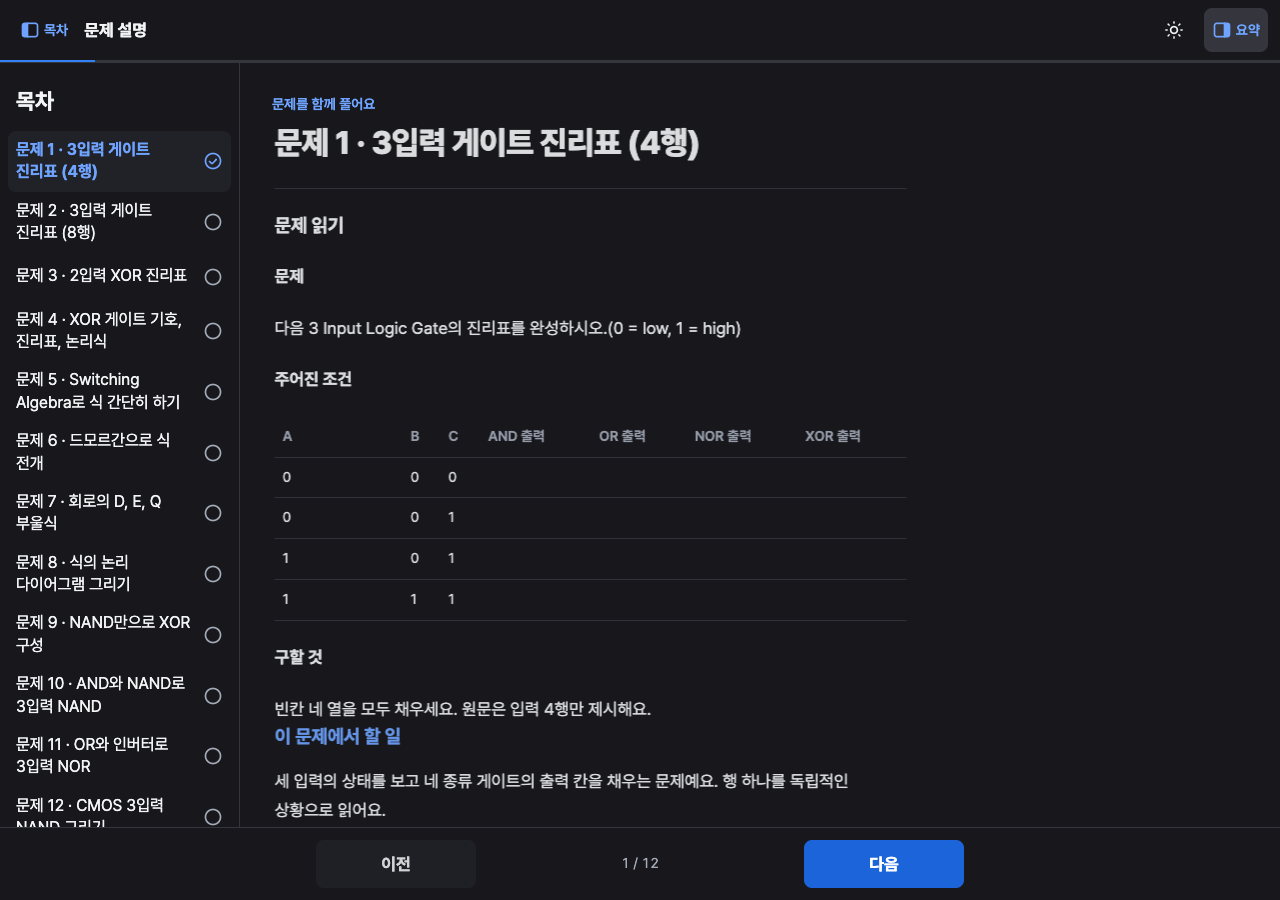 목차
문제 설명
요약
목차
문제 1 · 3입력 게이트
진리표 (4행)
문제 2 · 3입력 게이트
진리표 (8행)
문제 3 · 2입력 XOR 진리표
문제 4 · XOR 게이트 기호,
진리표, 논리식
문제 5 · Switching
Algebra로 식 간단히 하기
문제 6 · 드모르간으로 식
전개
문제 7 · 회로의 D, E, Q
부울식
문제 8 · 식의 논리
다이어그램 그리기
문제 9 · NAND만으로 XOR
구성
문제 10 · AND와 NAND로
3입력 NAND
문제 11 · OR와 인버터로
3입력 NOR
문제 12 · CMOS 3입력
NAND 그리기
문제를 함께 풀어요
문제 1 · 3입력 게이트 진리표 (4행)
문제 읽기
문제
다음 3 Input Logic Gate의 진리표를 완성하시오.(0 = low, 1 = high)
주어진 조건
A B C AND 출력 OR 출력 NOR 출력 XOR 출력
0 0 0
0 0 1
1 0 1
1 1 1
구할 것
빈칸 네 열을 모두 채우세요. 원문은 입력 4행만 제시해요.
이 문제에서 할 일
세 입력의 상태를 보고 네 종류 게이트의 출력 칸을 채우는 문제예요. 행 하나를 독립적인
상황으로 읽어요.
이전
1 / 12
다음